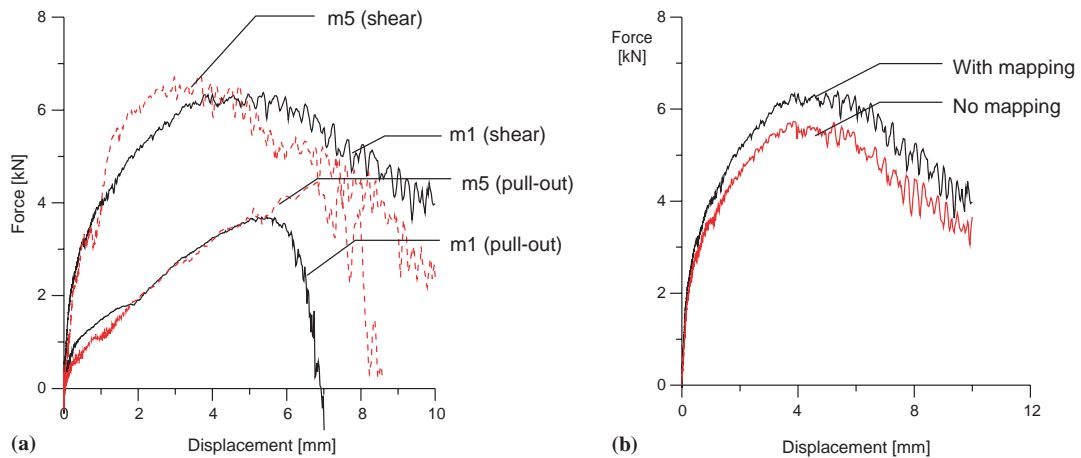 8
6
4
2
0
Force [kN]
0
2
4
6
8
10
Displacement [mm]
m5 (shear)
m1 (shear)
m5 (pull-out)
m1 (pull-out)
(a)
Force
[kN]
8
6
4
2
0
0
4
8
12
Displacement [mm]
With mapping
No mapping
(b)